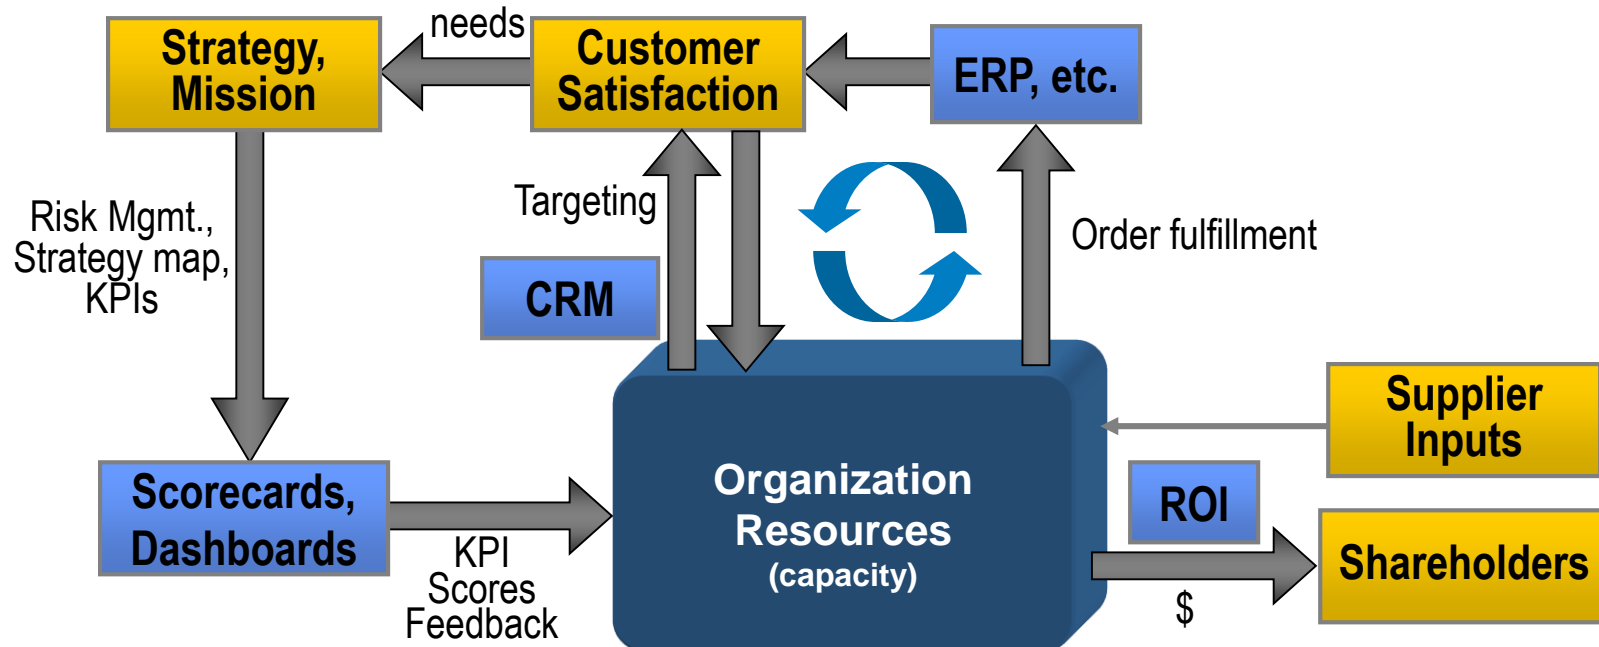 needs
Strategy,
Mission
Customer
Satisfaction
ERP, etc.
Risk Mgmt.,
Strategy map,
KPIs
Targeting
Order fulfillment
CRM
Supplier
Inputs
Scorecards,
Dashboards
KPI
Scores
Feedback
Organization
Resources
(capacity)
ROI
$
Shareholders